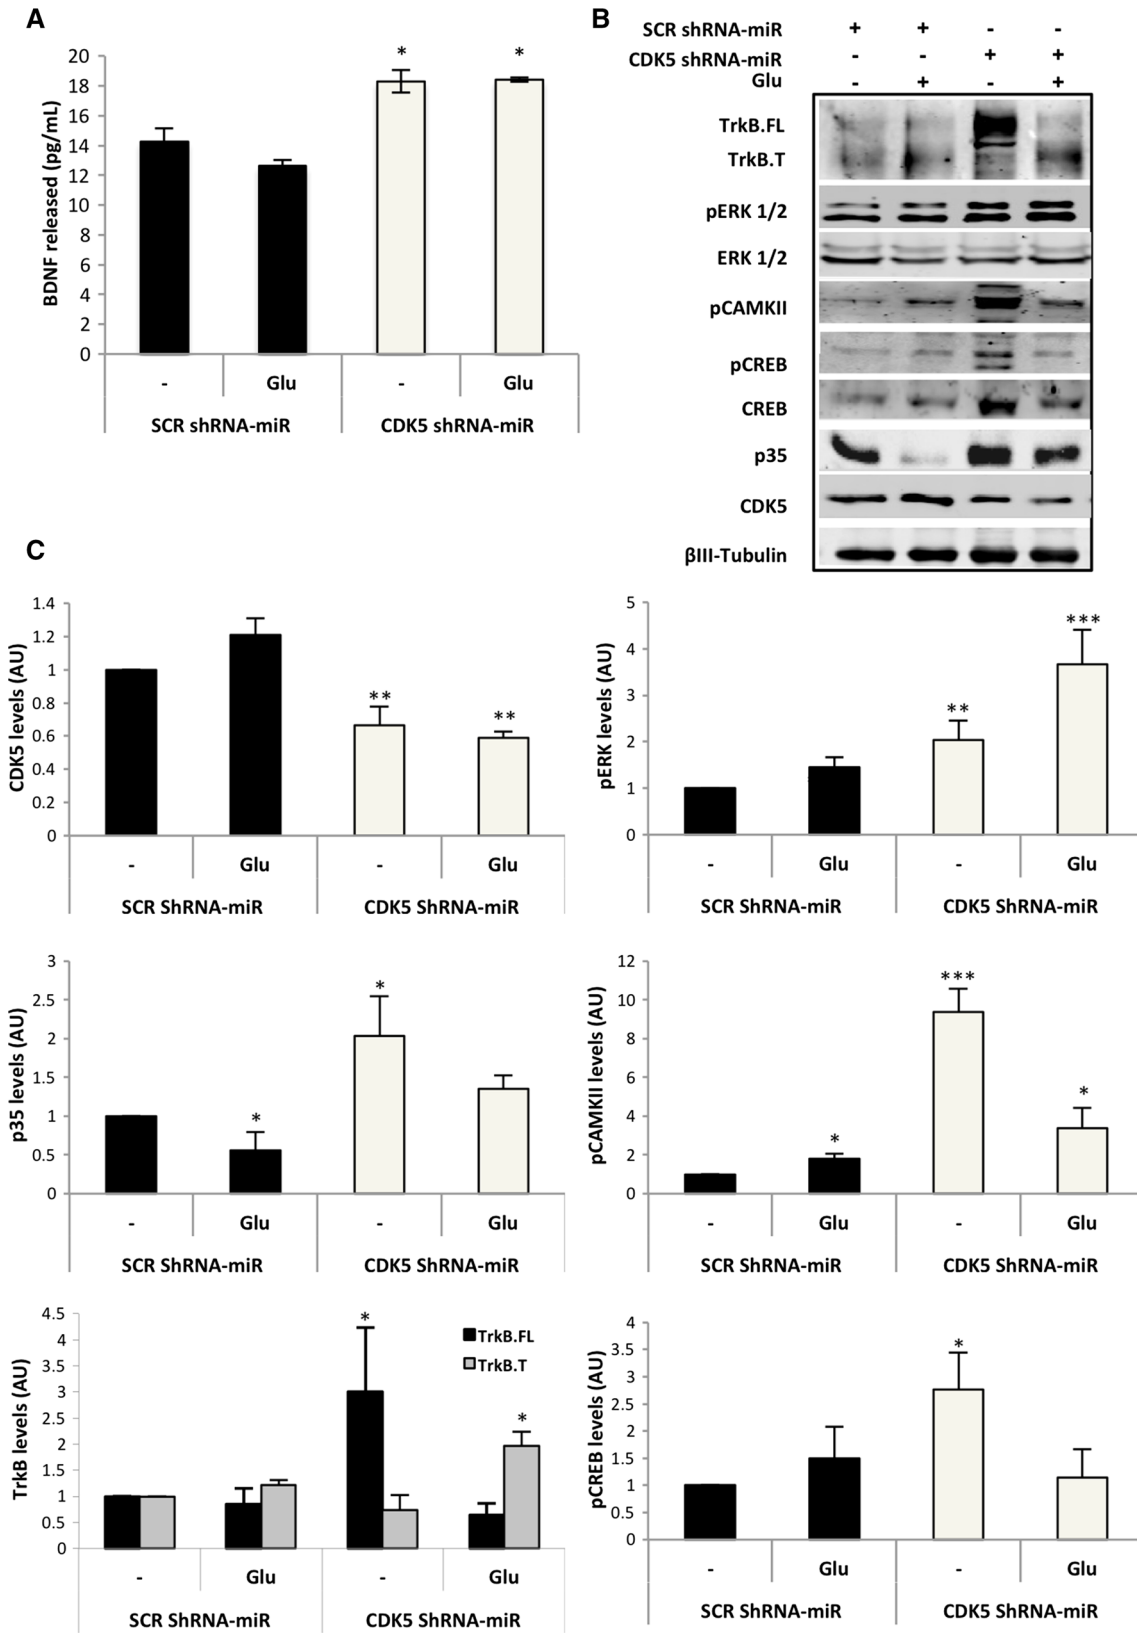 A
BDNF released (pg/mL)
20
18
16
14
12
10
8
6
4
2
0
* *
- Glu - Glu
SCR shRNA-miR CDK5 shRNA-miR
B
SCR shRNA-miR + + - -
CDK5 shRNA-miR - - + +
Glu - + - +
TrkB.FL
TrkB.T
pERK 1/2
ERK 1/2
pCAMKII
pCREB
CREB
p35
CDK5
βIII-Tubulin
C
CDK5 levels (AU)
1.4
1.2
1
0.8
0.6
0.4
0.2
0
** **
- Glu - Glu
SCR ShRNA-miR CDK5 ShRNA-miR
pERK levels (AU)
5
4
3
2
1
0
** ***
- Glu - Glu
SCR ShRNA-miR CDK5 ShRNA-miR
p35 levels (AU)
3
2.5
2
1.5
1
0.5
0
* *
- Glu - Glu
SCR ShRNA-miR CDK5 ShRNA-miR
pCAMKII levels (AU)
12
10
8
6
4
2
0
* *** *
- Glu - Glu
SCR ShRNA-miR CDK5 ShRNA-miR
TrkB levels (AU)
4.5
4
3.5
3
2.5
2
1.5
1
0.5
0
* *
TrkB.FL
TrkB.T
- Glu - Glu
SCR ShRNA-miR CDK5 ShRNA-miR
pCREB levels (AU)
4
3.5
3
2.5
2
1.5
1
0.5
0
*
- Glu - Glu
SCR ShRNA-miR CDK5 ShRNA-miR